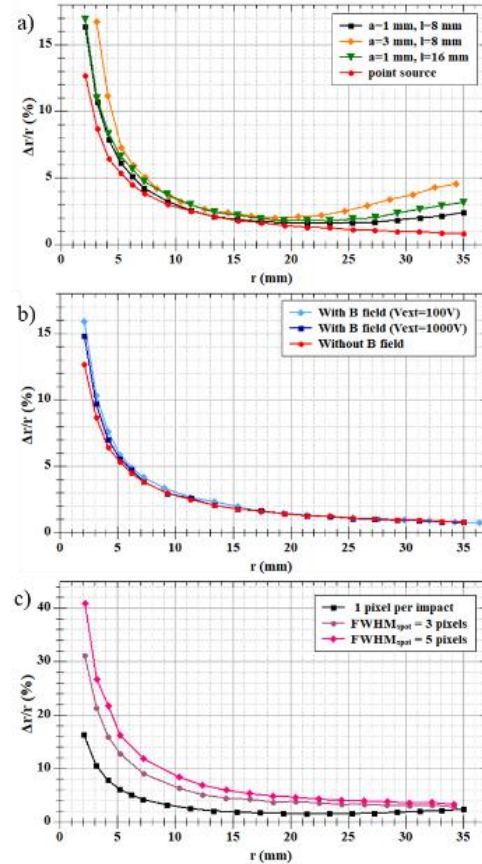 a)
a=1 mm, l=8 mm
a=3 mm, l=8 mm
a=1 mm, l=16 mm
point source
Δr/r (%)
15
10
5
0
0 5 10 15 20 25 30 35
r (mm)
b)
With B field (Vext=100V)
With B field (Vext=1000V)
Without B field
Δr/r (%)
15
10
5
0
0 5 10 15 20 25 30 35
r (mm)
c)
1 pixel per impact
FWHMspot = 3 pixels
FWHMspot = 5 pixels
Δr/r (%)
40
30
20
10
0
0 5 10 15 20 25 30 35
r (mm)